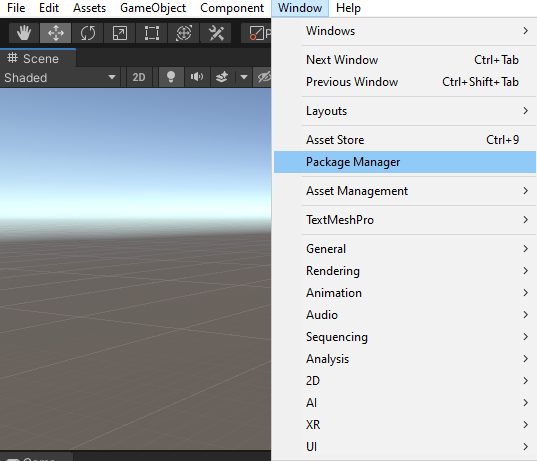 File Edit Assets GameObject Component Window Help
Scene
Shaded 2D
Windows
Next Window Ctrl+Tab
Previous Window Ctrl+Shift+Tab
Layouts
Asset Store Ctrl+9
Package Manager
Asset Management
TextMeshPro
General
Rendering
Animation
Audio
Sequencing
Analysis
2D
AI
XR
UI